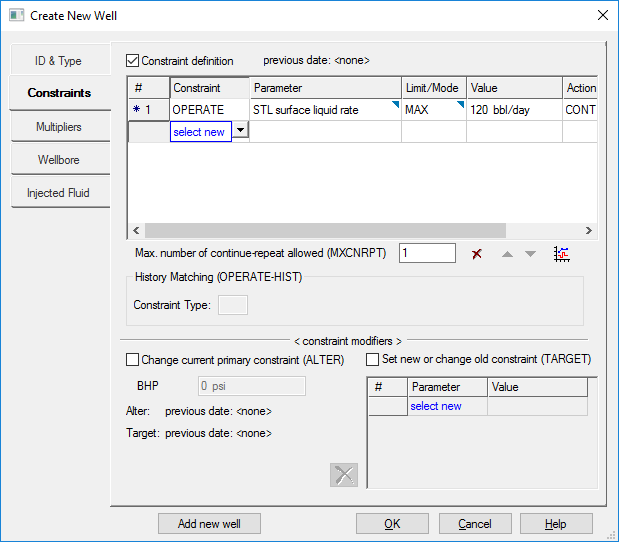 Create New Well
ID & Type
Constraints
Multipliers
Wellbore
Injected Fluid
Constraint definition previous date: <none>
# Constraint Parameter Limit/Mode Value Action
* 1 OPERATE STL surface liquid rate MAX 120 bbl/day CONT
select new
Max. number of continue-repeat allowed (MXCNRPT) 1
History Matching (OPERATE-HIST)
Constraint Type:
< constraint modifiers >
Change current primary constraint (ALTER)
BHP 0 psi
Alter: previous date: <none>
Target: previous date: <none>
Set new or change old constraint (TARGET)
# Parameter Value
select new
Add new well OK Cancel Help